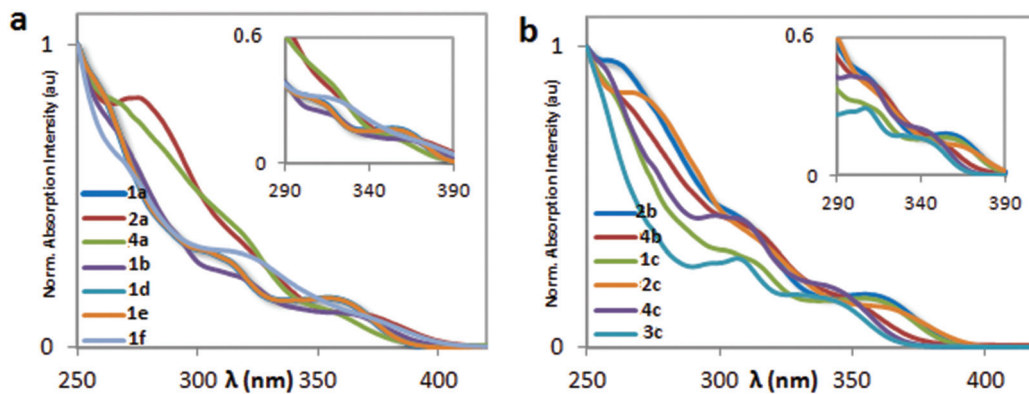 a
1
0
Norm. Absorption Intensity (au)
1a
2a
4a
1b
1d
1e
1f
250
300
λ (nm)
350
400
0.6
0
290
340
390
b
1
0
Norm. Absorption Intensity (au)
2b
4b
1c
2c
4c
3c
250
300
λ (nm)
350
400
0.6
0
290
340
390